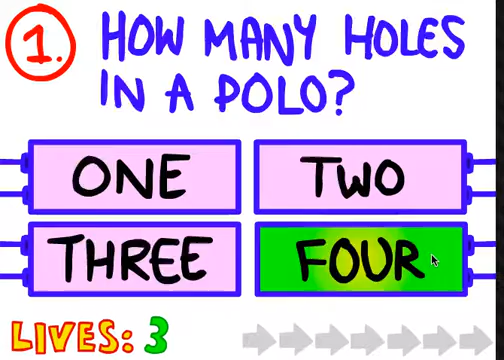 1. HOW MANY HOLES
IN A POLO?
ONE
TWO
THREE
FOUR
LIVES: 3